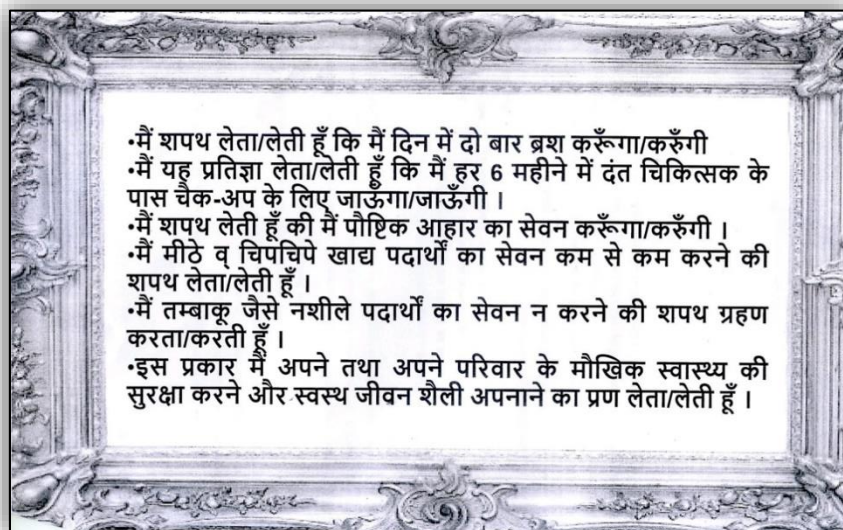 •मैं शपथ लेता/लेती हूँ कि मैं दिन में दो बार ब्रश करूँगा/करुँगी
•मैं यह प्रतिज्ञा लेता/लेती हूँ कि मैं हर 6 महीने में दंत चिकित्सक के
पास चैक-अप के लिए जाऊँगा/जाऊँगी ।
•मैं शपथ लेती हूँ की मैं पौष्टिक आहार का सेवन करूँगा/करुँगी ।
•मैं मीठे व् चिपचिपे खाद्य पदार्थों का सेवन कम से कम करने की
शपथ लेता/लेती हूँ ।
•मैं तम्बाकू जैसे नशीले पदार्थों का सेवन न करने की शपथ ग्रहण
करता/करती हूँ ।
•इस प्रकार मैं अपने तथा अपने परिवार के मौखिक स्वास्थ्य की
सुरक्षा करने और स्वस्थ जीवन शैली अपनाने का प्रण लेता/लेती हूँ ।